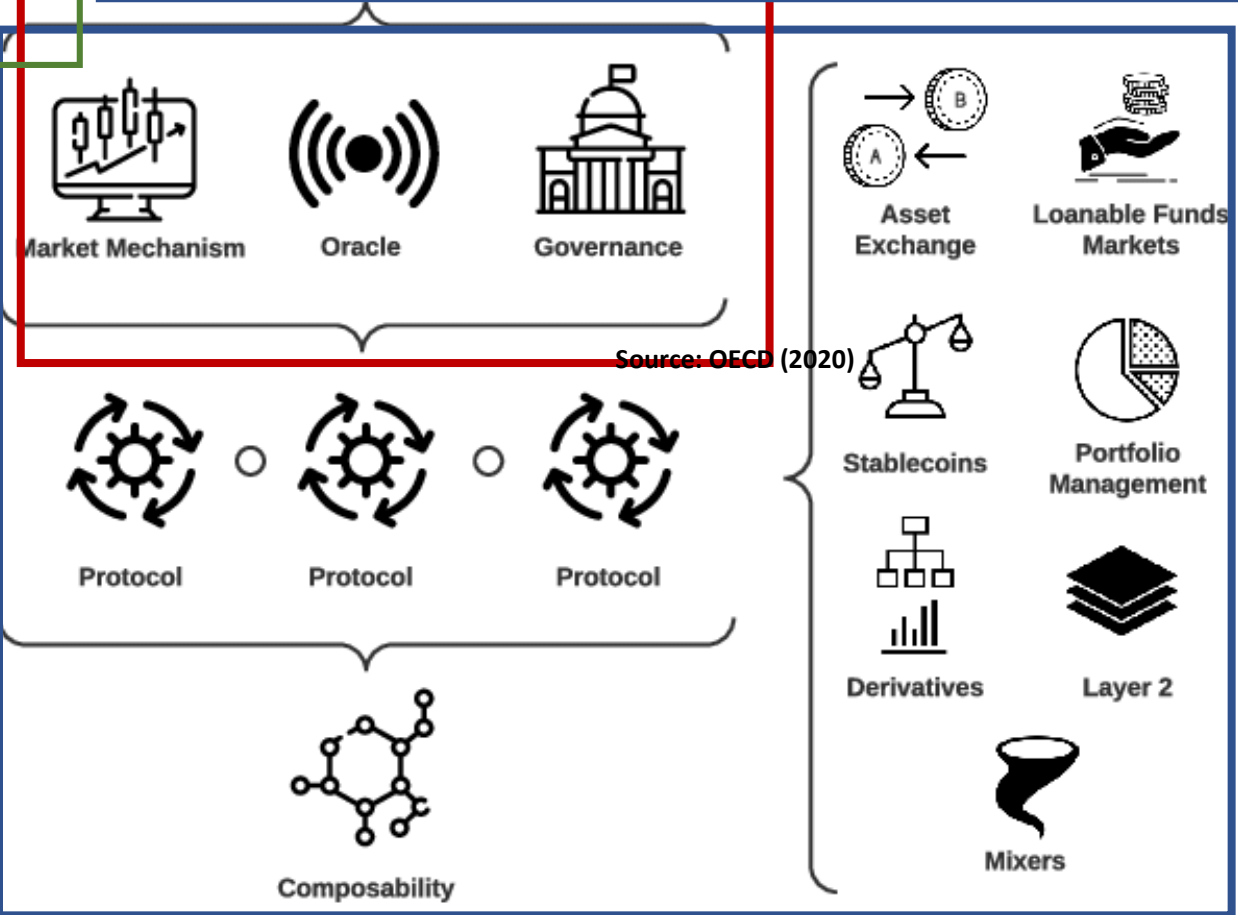 Market Mechanism
Oracle
Governance
Source: OECD (2020)
Protocol
Protocol
Protocol
Composability
B
A
Asset
Exchange
Loanable Funds
Markets
Stablecoins
Portfolio
Management
Derivatives
Layer 2
Mixers